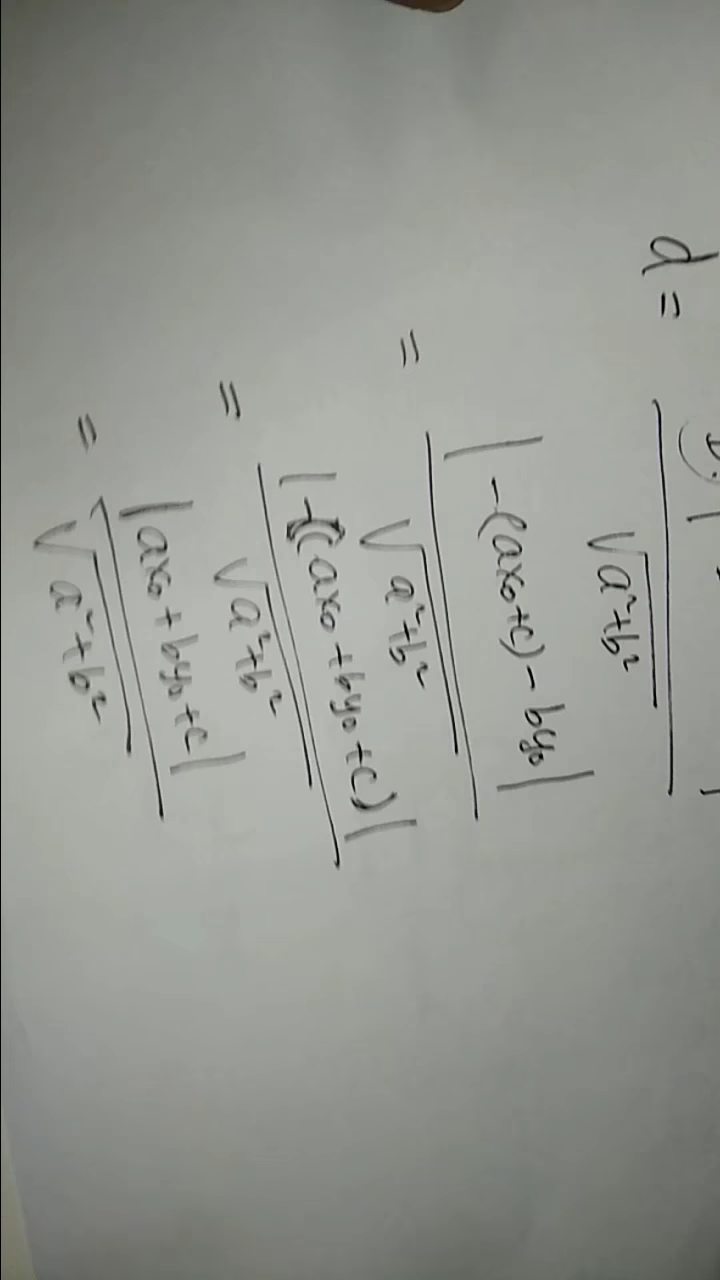 d = / √a²+b²
= |-(ax₀+c) - by₀| / √a²+b²
= |-(ax₀ + by₀ + c)| / √a²+b²
= |ax₀ + by₀ + c| / √a²+b²